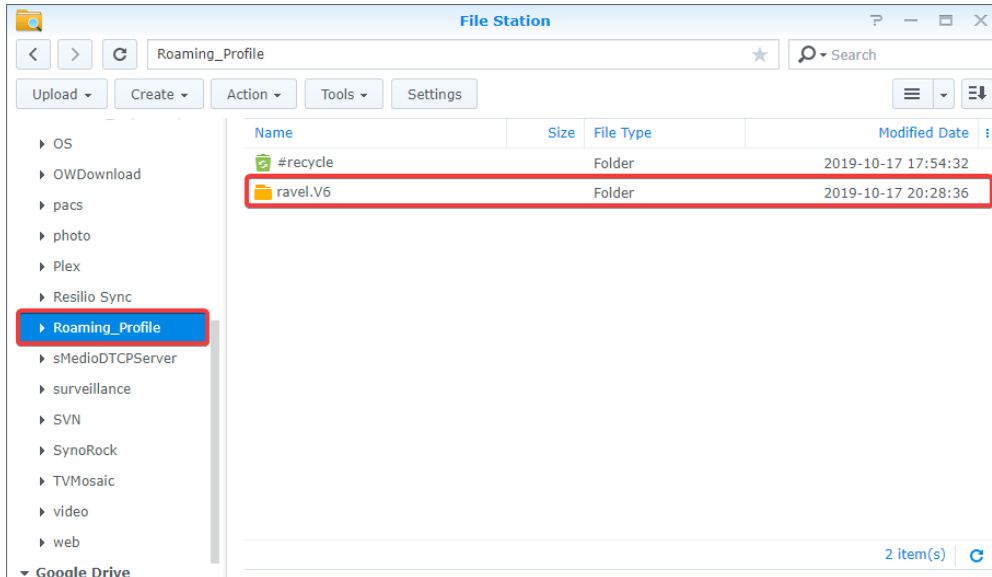 File Station
Roaming_Profile
Search
Upload Create Action Tools Settings
Name Size File Type Modified Date
#recycle Folder 2019-10-17 17:54:32
ravel.V6 Folder 2019-10-17 20:28:36
OS
OWDownload
pacs
photo
Plex
Resilio Sync
Roaming_Profile
sMedioDTCPServer
surveillance
SVN
SynoRock
TVMosaic
video
web
Google Drive
2 item(s)